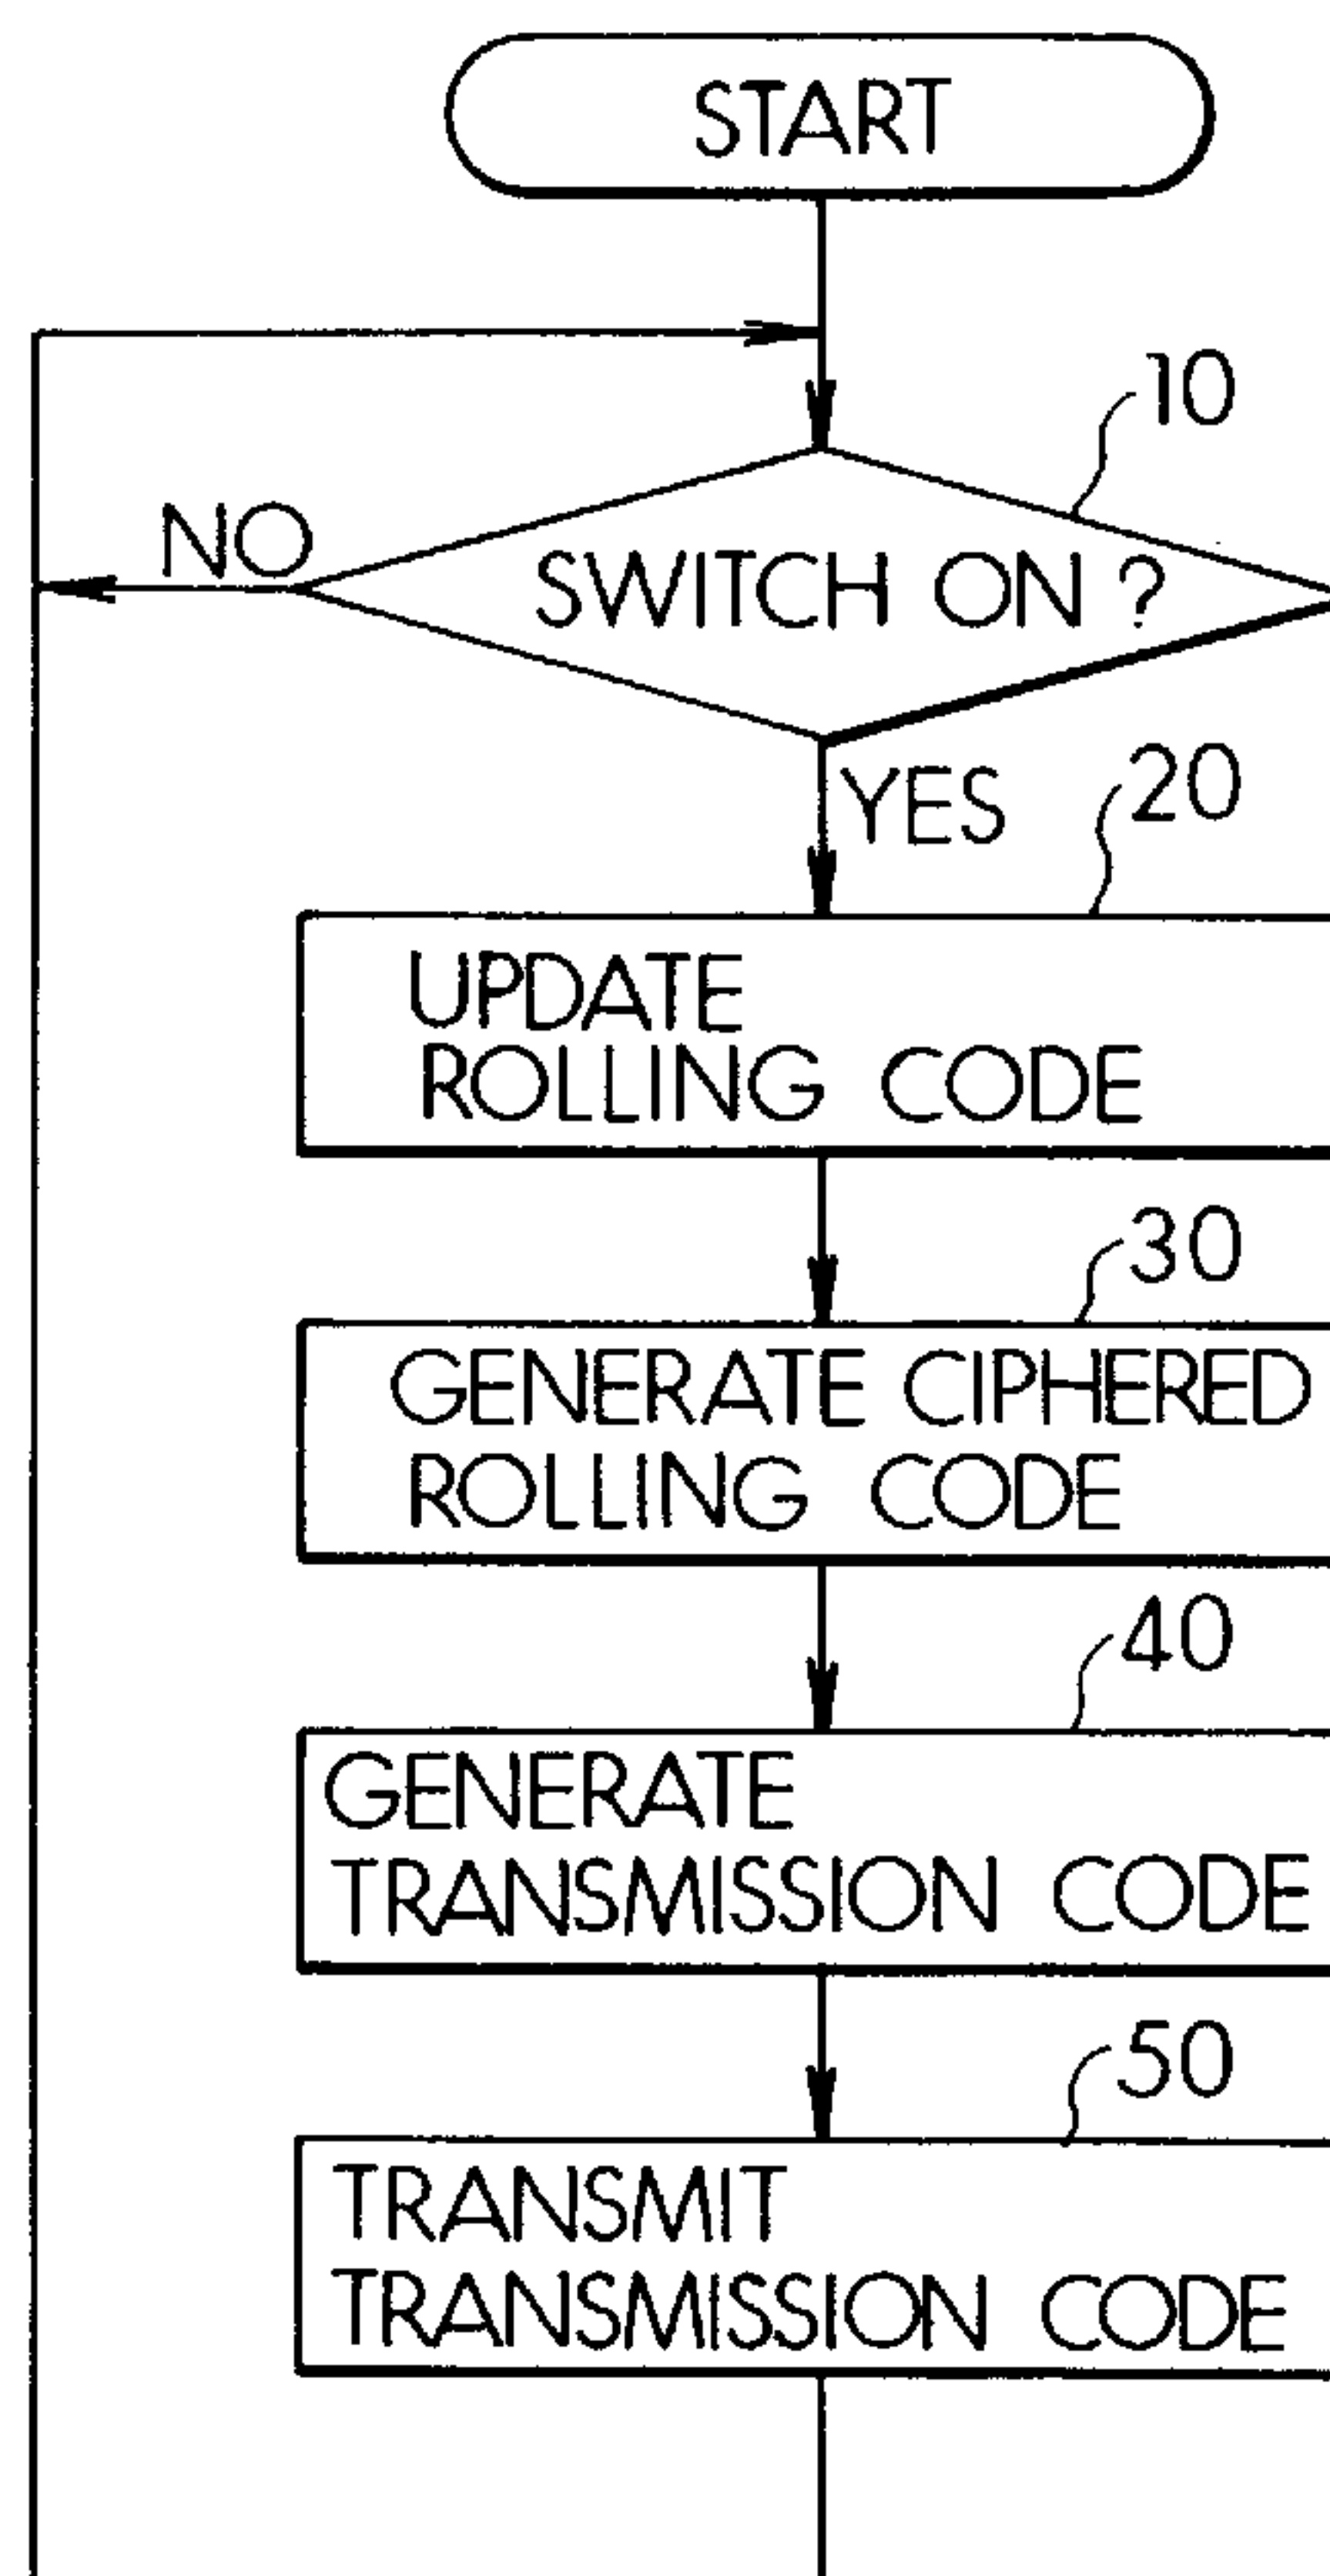 START
10
NO
SWITCH ON ?
YES
20
UPDATE
ROLLING CODE
30
GENERATE CIPHERED
ROLLING CODE
40
GENERATE
TRANSMISSION CODE
50
TRANSMIT
TRANSMISSION CODE